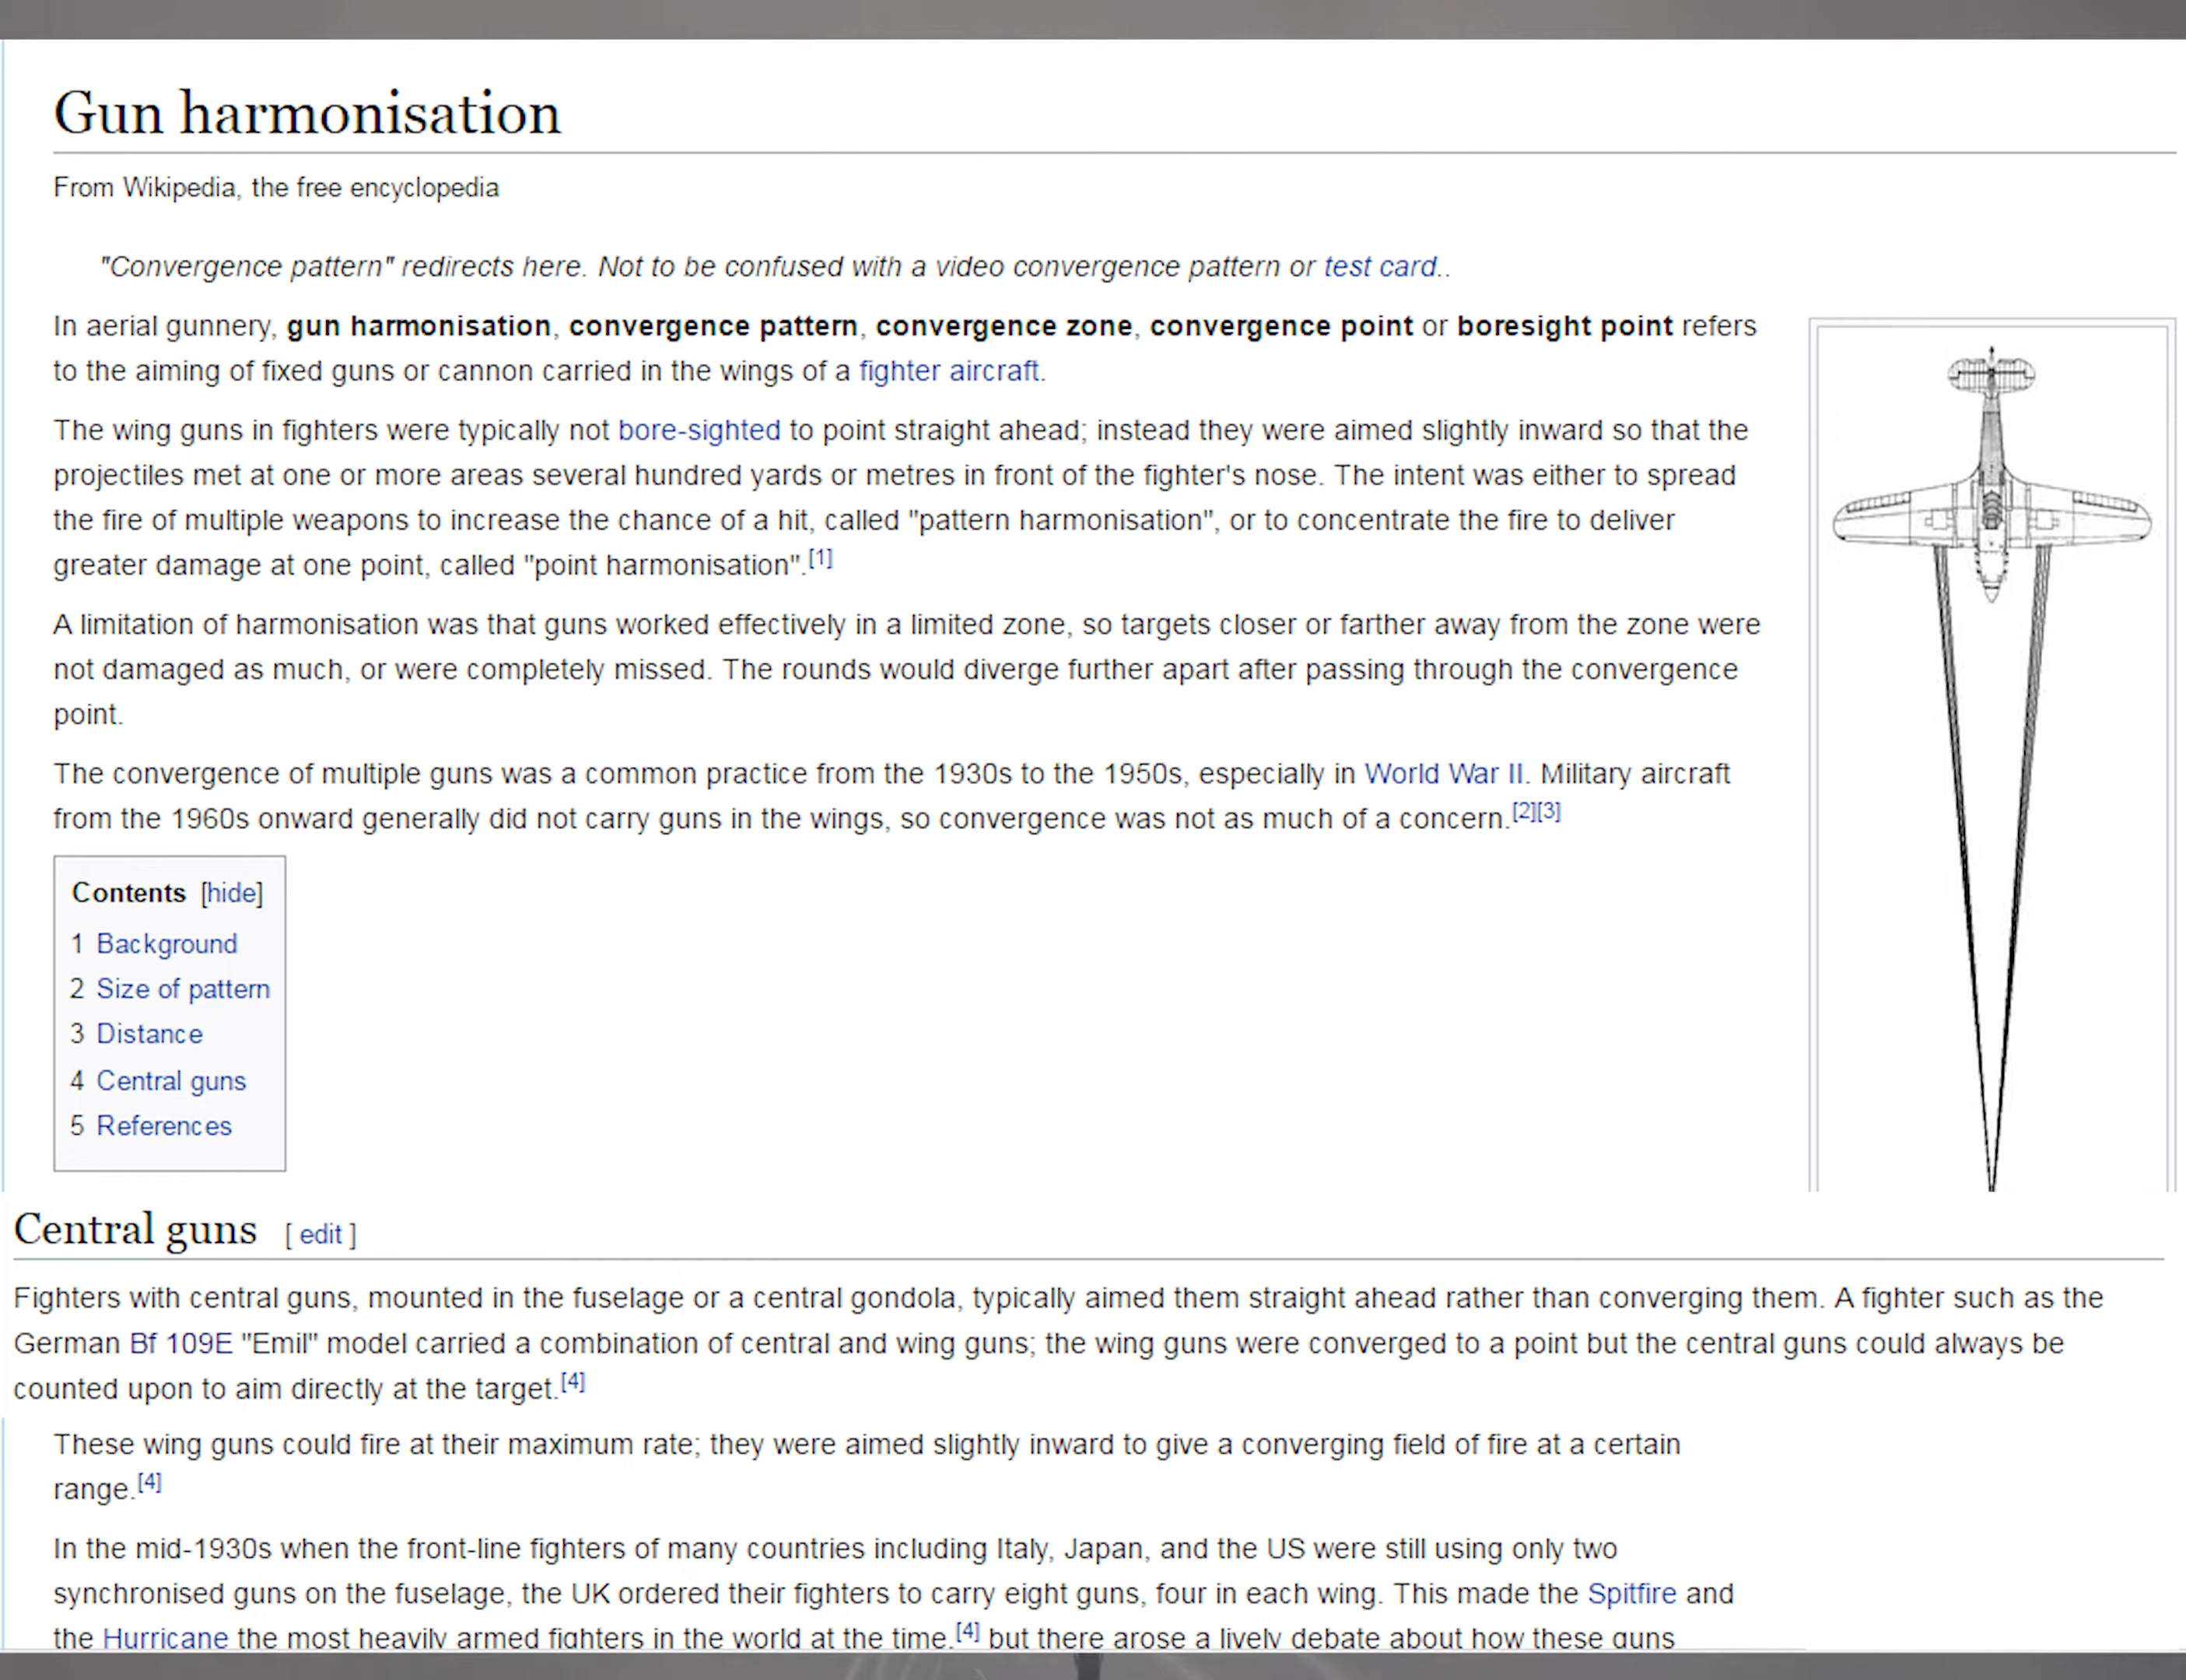 Gun harmonisation
From Wikipedia, the free encyclopedia
"Convergence pattern" redirects here. Not to be confused with a video convergence pattern or test card..
In aerial gunnery, gun harmonisation, convergence pattern, convergence zone, convergence point or boresight point refers
to the aiming of fixed guns or cannon carried in the wings of a fighter aircraft.
The wing guns in fighters were typically not bore-sighted to point straight ahead; instead they were aimed slightly inward so that the
projectiles met at one or more areas several hundred yards or metres in front of the fighter's nose. The intent was either to spread
the fire of multiple weapons to increase the chance of a hit, called "pattern harmonisation", or to concentrate the fire to deliver
greater damage at one point, called "point harmonisation".[1]
A limitation of harmonisation was that guns worked effectively in a limited zone, so targets closer or farther away from the zone were
not damaged as much, or were completely missed. The rounds would diverge further apart after passing through the convergence
point.
The convergence of multiple guns was a common practice from the 1930s to the 1950s, especially in World War II. Military aircraft
from the 1960s onward generally did not carry guns in the wings, so convergence was not as much of a concern.[2][3]
Contents [hide]
1 Background
2 Size of pattern
3 Distance
4 Central guns
5 References
Central guns [ edit ]
Fighters with central guns, mounted in the fuselage or a central gondola, typically aimed them straight ahead rather than converging them. A fighter such as the
German Bf 109E "Emil" model carried a combination of central and wing guns; the wing guns were converged to a point but the central guns could always be
counted upon to aim directly at the target.[4]
These wing guns could fire at their maximum rate; they were aimed slightly inward to give a converging field of fire at a certain
range.[4]
In the mid-1930s when the front-line fighters of many countries including Italy, Japan, and the US were still using only two
synchronised guns on the fuselage, the UK ordered their fighters to carry eight guns, four in each wing. This made the Spitfire and
the Hurricane the most heavily armed fighters in the world at the time.[4] but there arose a lively debate about how these guns